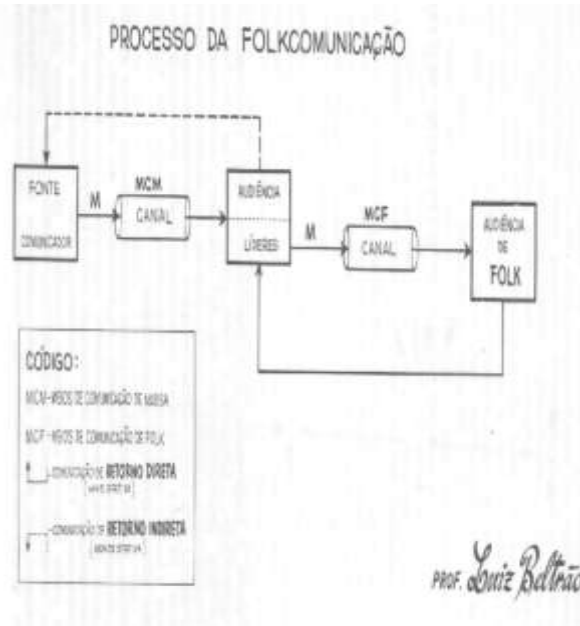 PROCESSO DA FOLKCOMUNICAÇÃO
FONTE
COMUNICADOR
M
MCM
CANAL
AUDIÊNCIA
LÍDERES
M
MCF
CANAL
AUDIÊNCIA
DE
FOLK
CÓDIGO:
MCM-MEIOS DE COMUNICAÇÃO DE MASSA
MCF-MEIOS DE COMUNICAÇÃO DE FOLK
-COMUNICAÇÃO DE RETORNO DIRETA
-COMUNICAÇÃO DE RETORNO INDIRETA
PROF. Luiz Beltrão